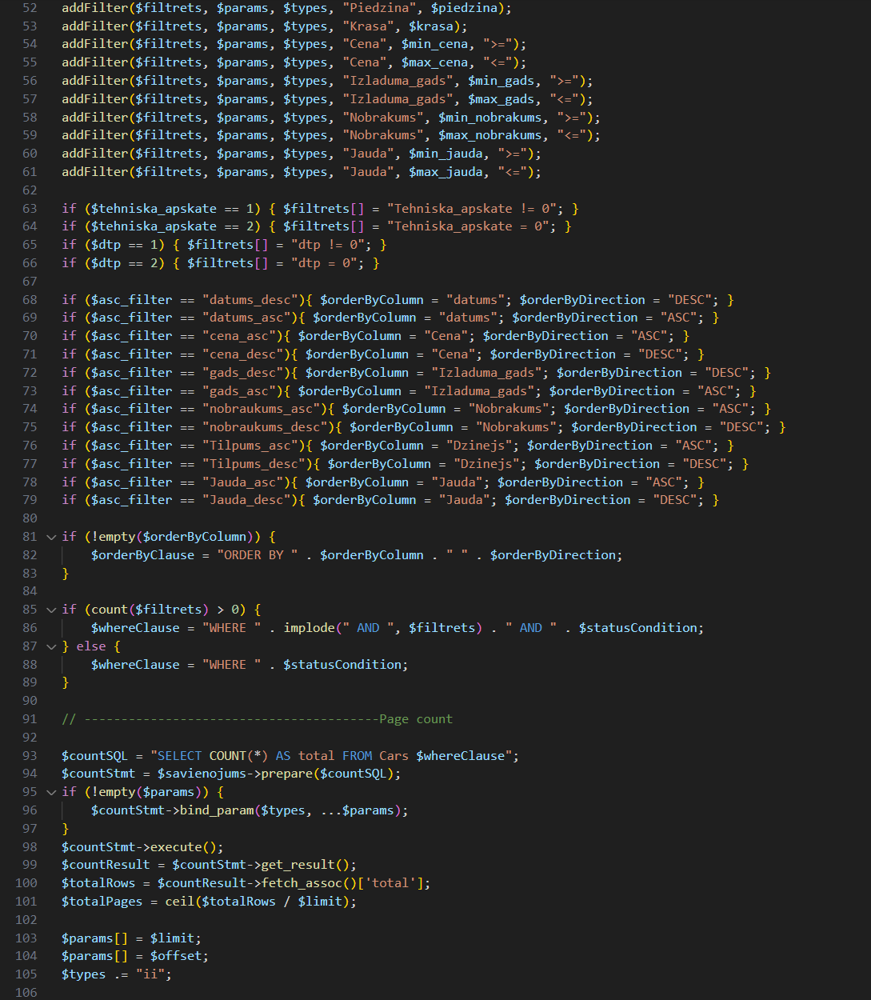 52 addFilter($filtrets, $params, $types, "Piedzina", $piedzina);
53 addFilter($filtrets, $params, $types, "Krasa", $krasa);
54 addFilter($filtrets, $params, $types, "Cena", $min_cena, ">=");
55 addFilter($filtrets, $params, $types, "Cena", $max_cena, "<=");
56 addFilter($filtrets, $params, $types, "Izladuma_gads", $min_gads, ">=");
57 addFilter($filtrets, $params, $types, "Izladuma_gads", $max_gads, "<=");
58 addFilter($filtrets, $params, $types, "Nobrakums", $min_nobrakums, ">=");
59 addFilter($filtrets, $params, $types, "Nobrakums", $max_nobrakums, "<=");
60 addFilter($filtrets, $params, $types, "Jauda", $min_jauda, ">=");
61 addFilter($filtrets, $params, $types, "Jauda", $max_jauda, "<=");
62
63 if ($tehniska_apskate == 1) { $filtrets[] = "Tehniska_apskate != 0"; }
64 if ($tehniska_apskate == 2) { $filtrets[] = "Tehniska_apskate = 0"; }
65 if ($dtp == 1) { $filtrets[] = "dtp != 0"; }
66 if ($dtp == 2) { $filtrets[] = "dtp = 0"; }
67
68 if ($asc_filter == "datums_desc"){ $orderByColumn = "datums"; $orderByDirection = "DESC"; }
69 if ($asc_filter == "datums_asc"){ $orderByColumn = "datums"; $orderByDirection = "ASC"; }
70 if ($asc_filter == "cena_asc"){ $orderByColumn = "Cena"; $orderByDirection = "ASC"; }
71 if ($asc_filter == "cena_desc"){ $orderByColumn = "Cena"; $orderByDirection = "DESC"; }
72 if ($asc_filter == "gads_desc"){ $orderByColumn = "Izladuma_gads"; $orderByDirection = "DESC"; }
73 if ($asc_filter == "gads_asc"){ $orderByColumn = "Izladuma_gads"; $orderByDirection = "ASC"; }
74 if ($asc_filter == "nobraukums_asc"){ $orderByColumn = "Nobrakums"; $orderByDirection = "ASC"; }
75 if ($asc_filter == "nobraukums_desc"){ $orderByColumn = "Nobrakums"; $orderByDirection = "DESC"; }
76 if ($asc_filter == "Tilpums_asc"){ $orderByColumn = "Dzinejs"; $orderByDirection = "ASC"; }
77 if ($asc_filter == "Tilpums_desc"){ $orderByColumn = "Dzinejs"; $orderByDirection = "DESC"; }
78 if ($asc_filter == "Jauda_asc"){ $orderByColumn = "Jauda"; $orderByDirection = "ASC"; }
79 if ($asc_filter == "Jauda_desc"){ $orderByColumn = "Jauda"; $orderByDirection = "DESC"; }
80
81 if (!empty($orderByColumn)) {
82 $orderByClause = "ORDER BY " . $orderByColumn . " " . $orderByDirection;
83 }
84
85 if (count($filtrets) > 0) {
86 $whereClause = "WHERE " . implode(" AND ", $filtrets) . " AND " . $statusCondition;
87 } else {
88 $whereClause = "WHERE " . $statusCondition;
89 }
90
91 // ----------------------------------------Page count
92
93 $countSQL = "SELECT COUNT(*) AS total FROM Cars $whereClause";
94 $countStmt = $savienojums->prepare($countSQL);
95 if (!empty($params)) {
96 $countStmt->bind_param($types, ...$params);
97 }
98 $countStmt->execute();
99 $countResult = $countStmt->get_result();
100 $totalRows = $countResult->fetch_assoc()['total'];
101 $totalPages = ceil($totalRows / $limit);
102
103 $params[] = $limit;
104 $params[] = $offset;
105 $types .= "ii";
106